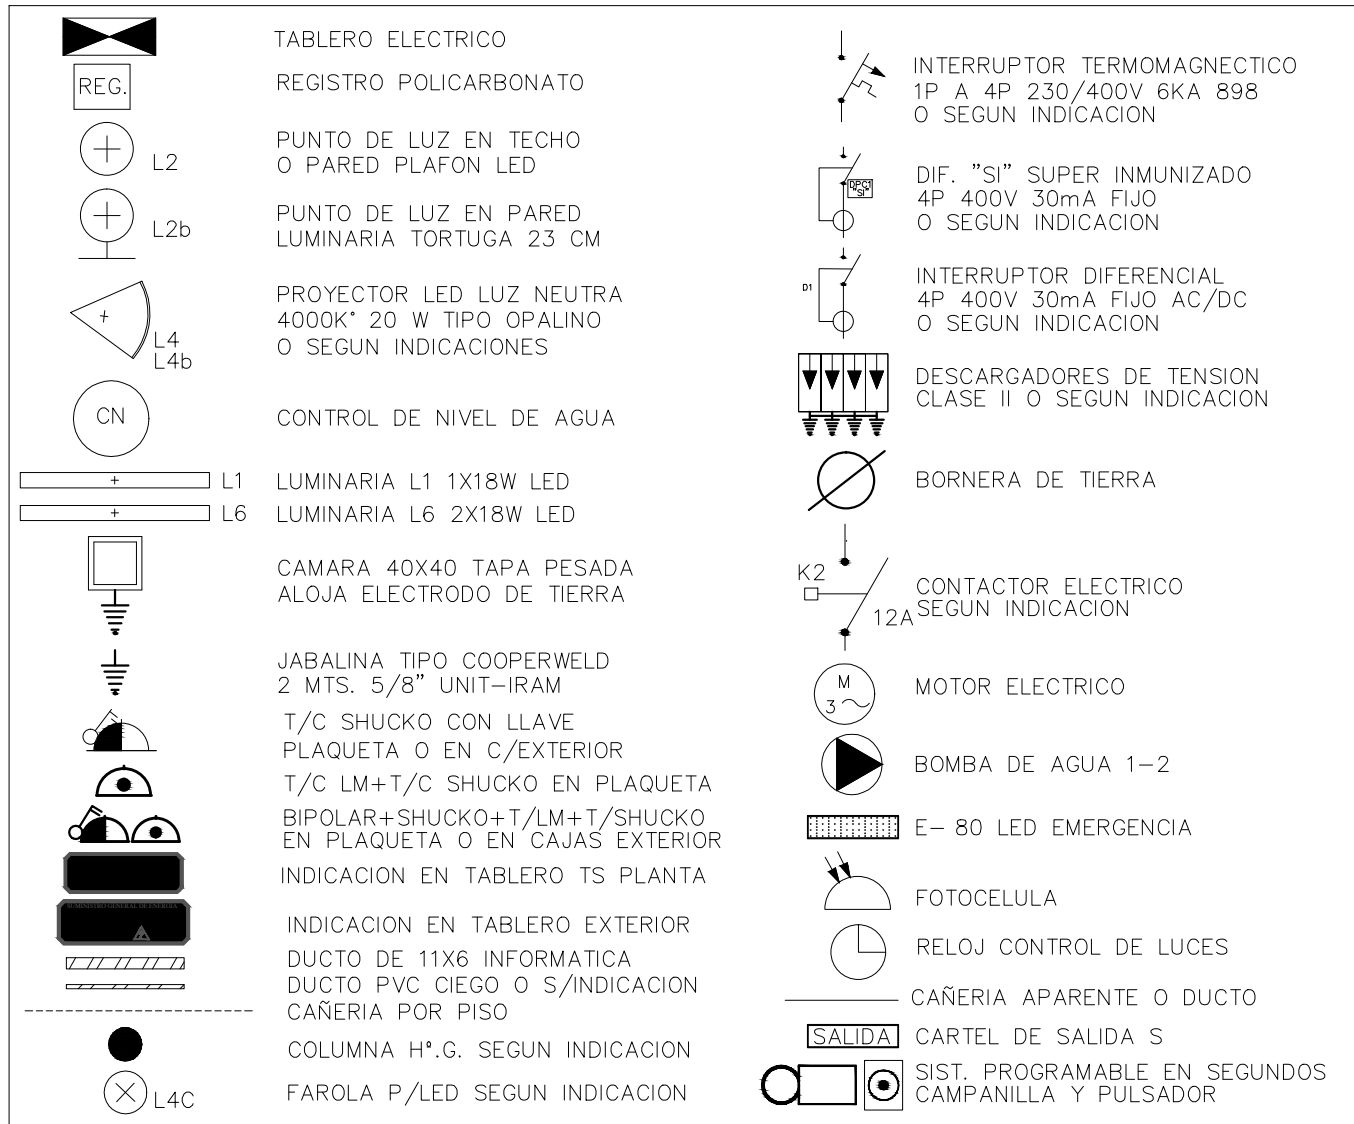 TABLERO ELECTRICO
REG.
REGISTRO POLICARBONATO
L2
PUNTO DE LUZ EN TECHO
O PARED PLAFON LED
L2b
PUNTO DE LUZ EN PARED
LUMINARIA TORTUGA 23 CM
L4
L4b
PROYECTOR LED LUZ NEUTRA
4000K° 20 W TIPO OPALINO
O SEGUN INDICACIONES
CN
CONTROL DE NIVEL DE AGUA
L1
LUMINARIA L1 1X18W LED
L6
LUMINARIA L6 2X18W LED
CAMARA 40X40 TAPA PESADA
ALOJA ELECTRODO DE TIERRA
JABALINA TIPO COOPERWELD
2 MTS. 5/8" UNIT-IRAM
T/C SHUCKO CON LLAVE
PLAQUETA O EN C/EXTERIOR
T/C LM+T/C SHUCKO EN PLAQUETA
BIPOLAR+SHUCKO+T/LM+T/SHUCKO
EN PLAQUETA O EN CAJAS EXTERIOR
INDICACION EN TABLERO TS PLANTA
SUMINISTRO GENERAL DE ENERGIA
INDICACION EN TABLERO EXTERIOR
DUCTO DE 11X6 INFORMATICA
DUCTO PVC CIEGO O S/INDICACION
CAÑERIA POR PISO
COLUMNA Hº.G. SEGUN INDICACION
L4C
FAROLA P/LED SEGUN INDICACION
INTERRUPTOR TERMOMAGNECTICO
1P A 4P 230/400V 6KA 898
O SEGUN INDICACION
DPC1
"SI"
DIF. "SI" SUPER INMUNIZADO
4P 400V 30mA FIJO
O SEGUN INDICACION
D1
INTERRUPTOR DIFERENCIAL
4P 400V 30mA FIJO AC/DC
O SEGUN INDICACION
DESCARGADORES DE TENSION
CLASE II O SEGUN INDICACION
BORNERA DE TIERRA
K2
12A
CONTACTOR ELECTRICO
SEGUN INDICACION
M
3
MOTOR ELECTRICO
BOMBA DE AGUA 1-2
E- 80 LED EMERGENCIA
FOTOCELULA
RELOJ CONTROL DE LUCES
CAÑERIA APARENTE O DUCTO
SALIDA
CARTEL DE SALIDA S
SIST. PROGRAMABLE EN SEGUNDOS
CAMPANILLA Y PULSADOR